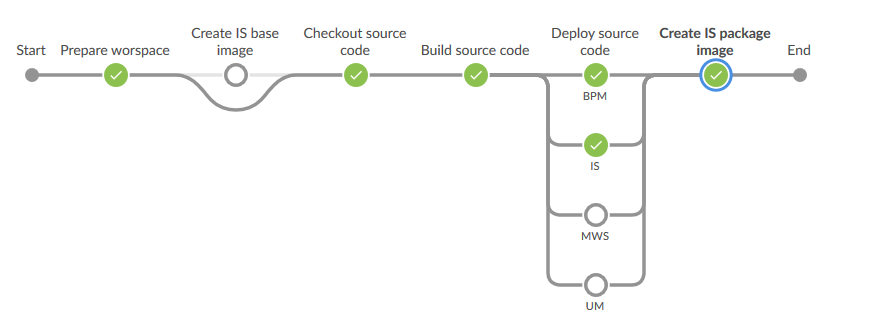 Start
Prepare worspace
Create IS base
image
Checkout source
code
Build source code
Deploy source
code
Create IS package
image
End
BPM
IS
MWS
UM